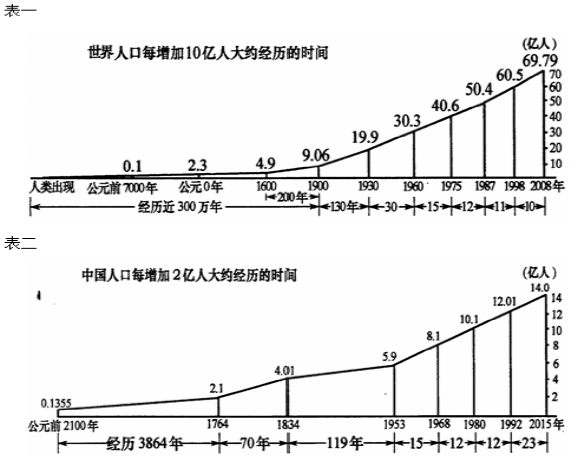 表一
世界人口每增加10亿人大约经历的时间
(亿人)
69.79
60.5
50.4
40.6
30.3
19.9
9.06
4.9
2.3
0.1
70
60
50
40
30
20
10
人类出现 公元前7000年 公元0年 1600 1900 1930 1960 1975 1987 1998 2008年
200年
经历近300万年 130年 30 15 12 11 10
表二
中国人口每增加2亿人大约经历的时间
(亿人)
14.0
12.01
10.1
8.1
5.9
4.01
2.1
0.1355
14
12
10
8
6
4
2
公元前2100年 1764 1834 1953 1968 1980 1992 2015年
经历3864年 70年 119年 15 12 12 23